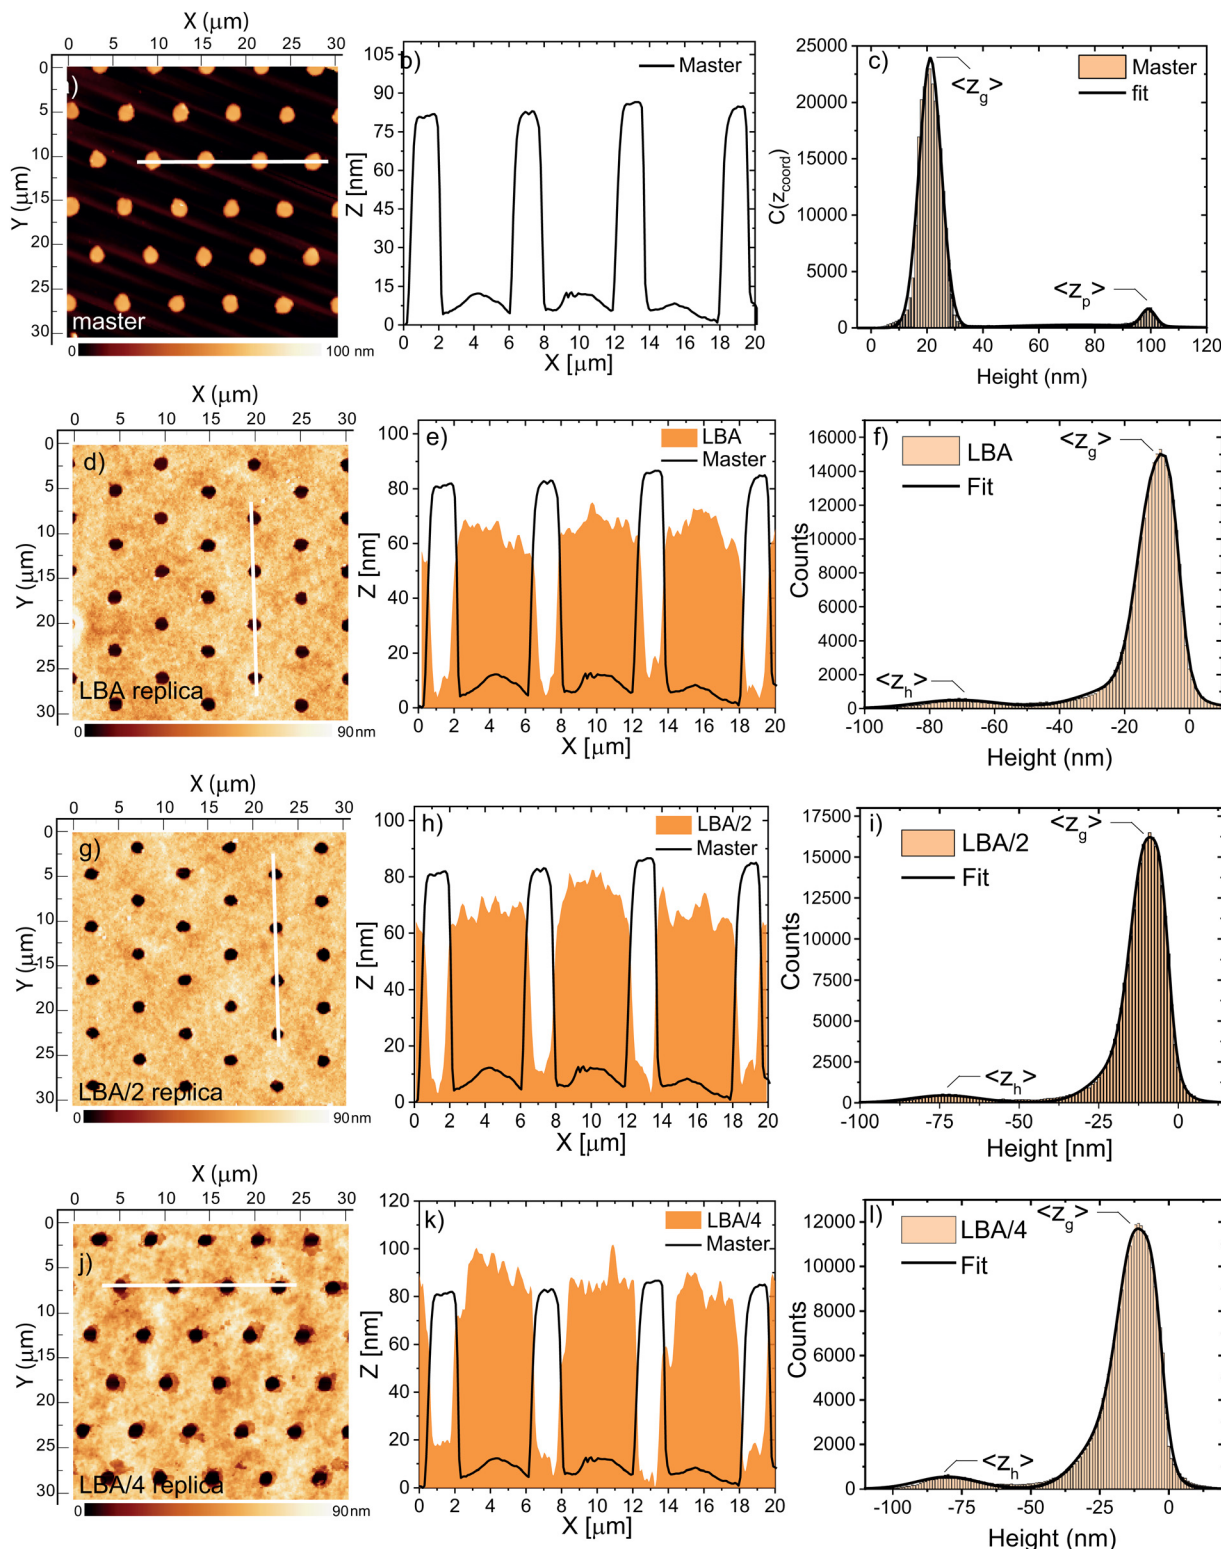 X (μm)
0 5 10 15 20 25 30
0
5
10
15
20
25
30
Y (μm)
a)
master
0 100 nm
b)
Master
105
90
75
60
45
30
15
0
Z [nm]
0 2 4 6 8 10 12 14 16 18 20
X [μm]
c)
<z_g>
Master
fit
<z_p>
25000
20000
15000
10000
5000
0
C(z_coord)
0 20 40 60 80 100 120
Height (nm)
X (μm)
0 5 10 15 20 25 30
0
5
10
15
20
25
30
Y (μm)
d)
LBA replica
0 90 nm
e)
LBA
Master
100
80
60
40
20
0
Z [nm]
0 2 4 6 8 10 12 14 16 18 20
X [μm]
f)
LBA
Fit
<z_g>
<z_h>
16000
14000
12000
10000
8000
6000
4000
2000
0
Counts
-100 -80 -60 -40 -20 0
Height (nm)
X (μm)
0 5 10 15 20 25 30
0
5
10
15
20
25
30
Y (μm)
g)
LBA/2 replica
0 90 nm
h)
LBA/2
Master
100
80
60
40
20
0
Z [nm]
0 2 4 6 8 10 12 14 16 18 20
X [μm]
i)
LBA/2
Fit
<z_g>
<z_h>
17500
15000
12500
10000
7500
5000
2500
0
Counts
-100 -75 -50 -25 0
Height [nm]
X (μm)
0 5 10 15 20 25 30
0
5
10
15
20
25
30
Y (μm)
j)
LBA/4 replica
0 90 nm
k)
LBA/4
Master
120
100
80
60
40
20
0
Z [nm]
0 2 4 6 8 10 12 14 16 18 20
X [μm]
l)
LBA/4
Fit
<z_g>
<z_h>
12000
10000
8000
6000
4000
2000
0
Counts
-100 -75 -50 -25 0
Height (nm)